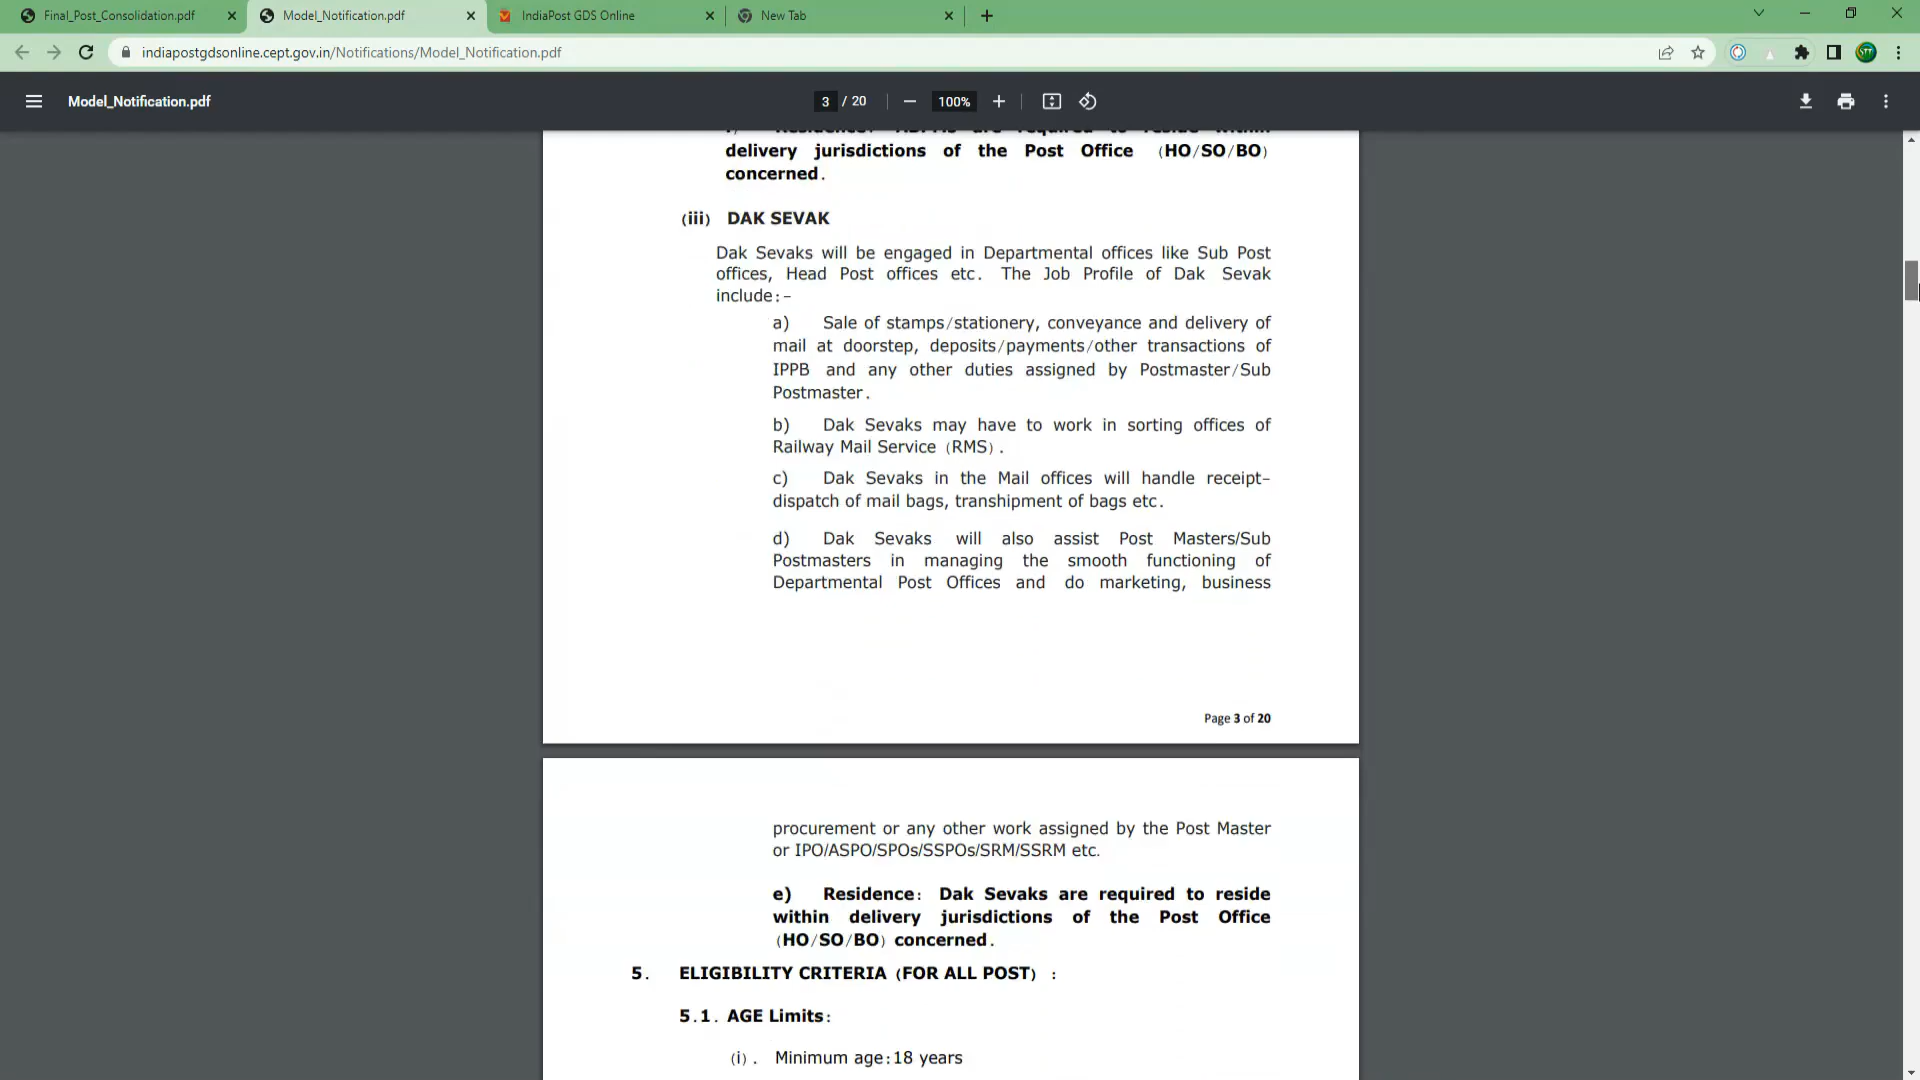 Final_Post_Consolidation.pdf
Model_Notification.pdf
IndiaPost GDS Online
New Tab
indiapostgdsonline.cept.gov.in/Notifications/Model_Notification.pdf
Model_Notification.pdf
3 / 20
100%
Residence: ABPMs are required to reside within
delivery jurisdictions of the Post Office (HO/SO/BO)
concerned.
(iii) DAK SEVAK
Dak Sevaks will be engaged in Departmental offices like Sub Post
offices, Head Post offices etc. The Job Profile of Dak Sevak
include:-
a) Sale of stamps/stationery, conveyance and delivery of
mail at doorstep, deposits/payments/other transactions of
IPPB and any other duties assigned by Postmaster/Sub
Postmaster.
b) Dak Sevaks may have to work in sorting offices of
Railway Mail Service (RMS).
c) Dak Sevaks in the Mail offices will handle receipt-
dispatch of mail bags, transhipment of bags etc.
d) Dak Sevaks will also assist Post Masters/Sub
Postmasters in managing the smooth functioning of
Departmental Post Offices and do marketing, business
Page 3 of 20
procurement or any other work assigned by the Post Master
or IPO/ASPO/SPOs/SSPOs/SRM/SSRM etc.
e) Residence: Dak Sevaks are required to reside
within delivery jurisdictions of the Post Office
(HO/SO/BO) concerned.
5. ELIGIBILITY CRITERIA (FOR ALL POST) :
5.1. AGE Limits:
(i). Minimum age:18 years